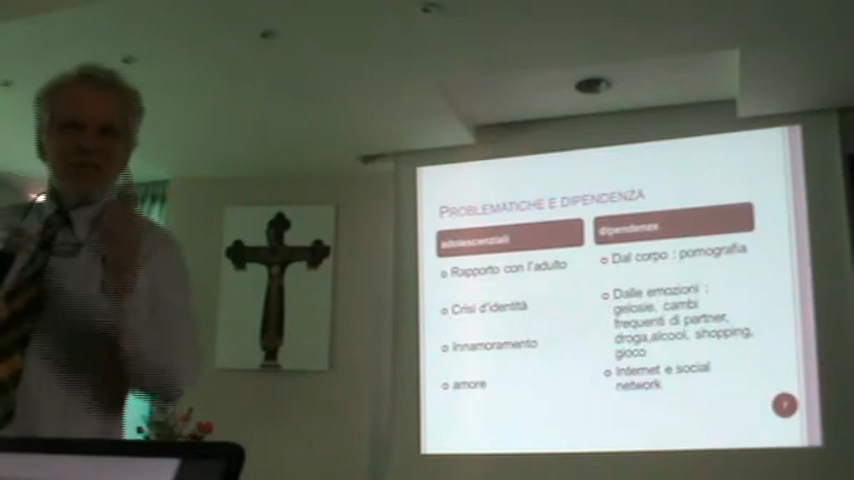 PROBLEMATICHE E DIPENDENZA
adolescenziali
Rapporto con l'adulto
Crisi d'identità
Innamoramento
amore
dipendenza
Dal corpo : pornografia
Dalle emozioni :
gelosie, cambi
frequenti di partner,
droga,alcool, shopping,
gioco
Internet e social
network